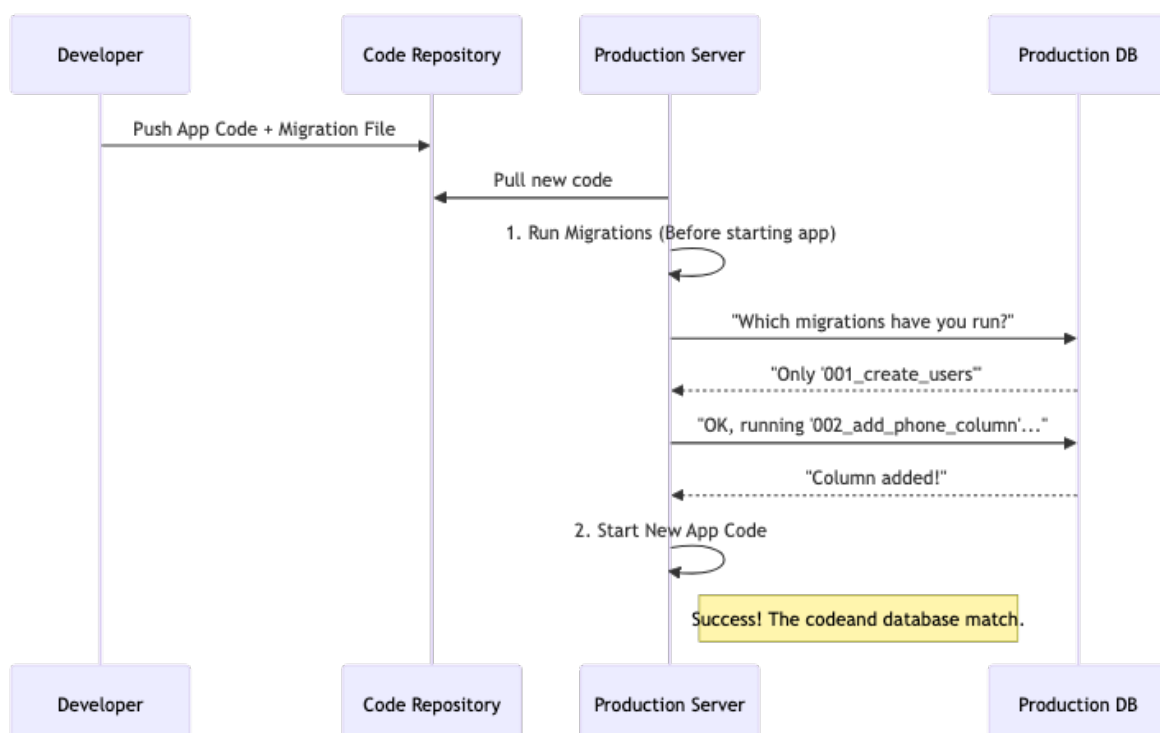 Developer
Code Repository
Production Server
Production DB
Push App Code + Migration File
Pull new code
1. Run Migrations (Before starting app)
"Which migrations have you run?"
"Only '001_create_users'"
"OK, running '002_add_phone_column'..."
"Column added!"
2. Start New App Code
Success! The codeand database match.
Developer
Code Repository
Production Server
Production DB